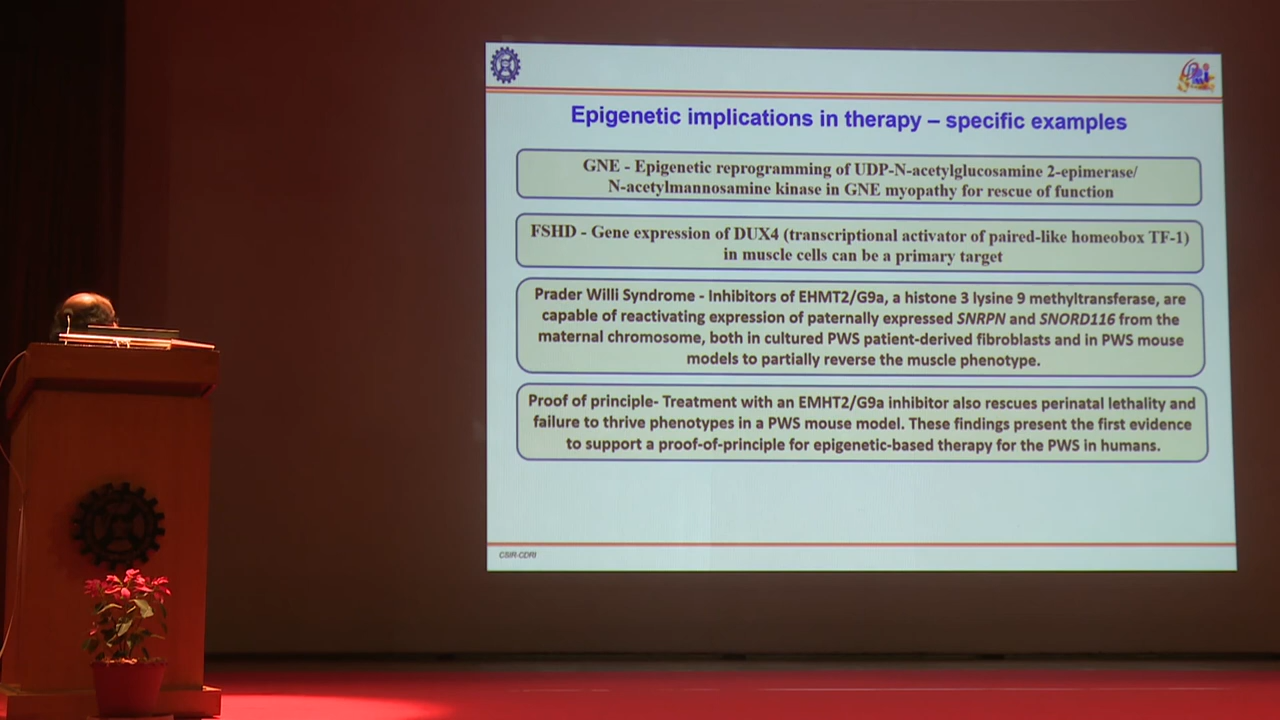 Epigenetic implications in therapy – specific examples
GNE - Epigenetic reprogramming of UDP-N-acetylglucosamine 2-epimerase/
N-acetylmannosamine kinase in GNE myopathy for rescue of function
FSHD - Gene expression of DUX4 (transcriptional activator of paired-like homeobox TF-1)
in muscle cells can be a primary target
Prader Willi Syndrome - Inhibitors of EHMT2/G9a, a histone 3 lysine 9 methyltransferase, are
capable of reactivating expression of paternally expressed SNRPN and SNORD116 from the
maternal chromosome, both in cultured PWS patient-derived fibroblasts and in PWS mouse
models to partially reverse the muscle phenotype.
Proof of principle- Treatment with an EMHT2/G9a inhibitor also rescues perinatal lethality and
failure to thrive phenotypes in a PWS mouse model. These findings present the first evidence
to support a proof-of-principle for epigenetic-based therapy for the PWS in humans.
CSIR-CDRI